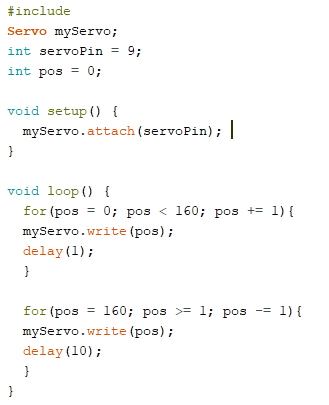 #include
Servo myServo;
int servoPin = 9;
int pos = 0;
void setup() {
myServo.attach(servoPin);
}
void loop() {
for(pos = 0; pos < 160; pos += 1){
myServo.write(pos);
delay(1);
}
for(pos = 160; pos >= 1; pos -= 1){
myServo.write(pos);
delay(10);
}
}